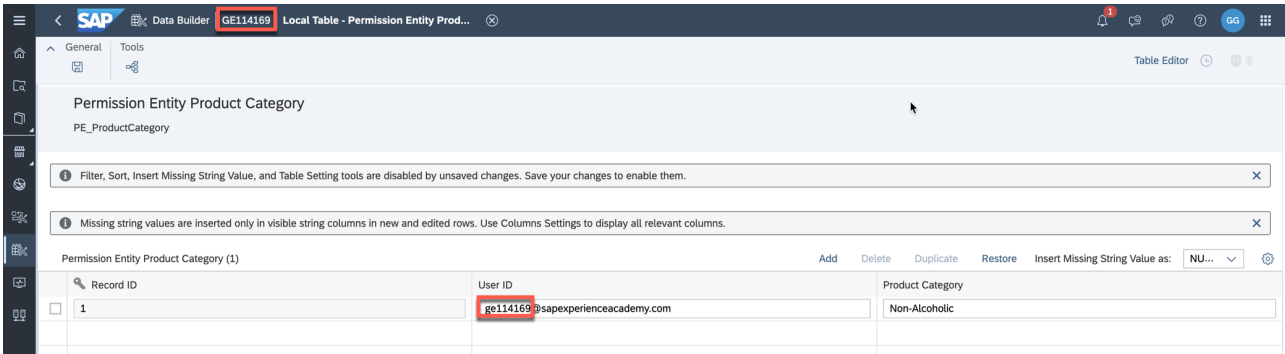 SAP Data Builder GE114169 Local Table - Permission Entity Prod... 1 GG
General Tools
Table Editor
Permission Entity Product Category
PE_ProductCategory
Filter, Sort, Insert Missing String Value, and Table Setting tools are disabled by unsaved changes. Save your changes to enable them.
Missing string values are inserted only in visible string columns in new and edited rows. Use Columns Settings to display all relevant columns.
Permission Entity Product Category (1) Add Delete Duplicate Restore Insert Missing String Value as: NU...
Record ID User ID Product Category
1 ge114169@sapexperienceacademy.com Non-Alcoholic